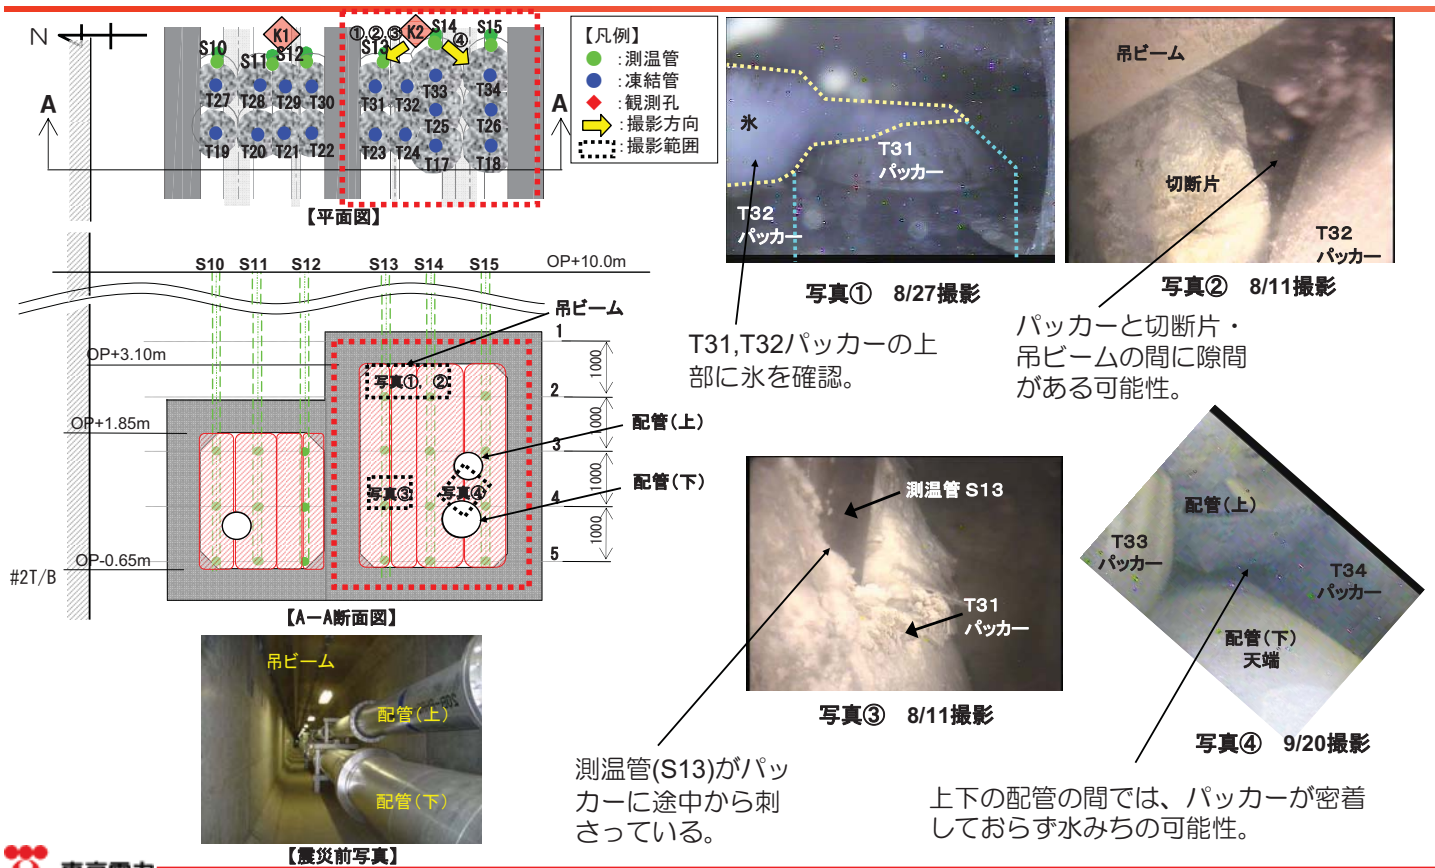 N
K1
K2
①,②,③
④
S10
S11
S12
S13
S14
S15
T27
T28
T29
T30
T31
T32
T33
T34
T25
T26
T19
T20
T21
T22
T23
T24
T17
T18
A
A
【平面図】
【凡例】
:測温管
:凍結管
:観測孔
:撮影方向
:撮影範囲
氷
T31
パッカー
T32
パッカー
写真① 8/27撮影
T31,T32パッカーの上
部に氷を確認。
吊ビーム
切断片
T32
パッカー
写真② 8/11撮影
パッカーと切断片・
吊ビームの間に隙間
がある可能性。
S10
S11
S12
S13
S14
S15
OP+10.0m
OP+3.10m
OP+1.85m
OP-0.65m
#2T/B
吊ビーム
写真①, ②
写真③
写真④
配管(上)
配管(下)
1
2
3
4
5
1000
1000
1000
1000
【A−A断面図】
吊ビーム
配管(上)
配管(下)
【震災前写真】
測温管 S13
T31
パッカー
写真③ 8/11撮影
測温管(S13)がパッ
カーに途中から刺
さっている。
配管(上)
T33
パッカー
T34
パッカー
配管(下)
天端
写真④ 9/20撮影
上下の配管の間では、パッカーが密着
しておらず水みちの可能性。
東京電力